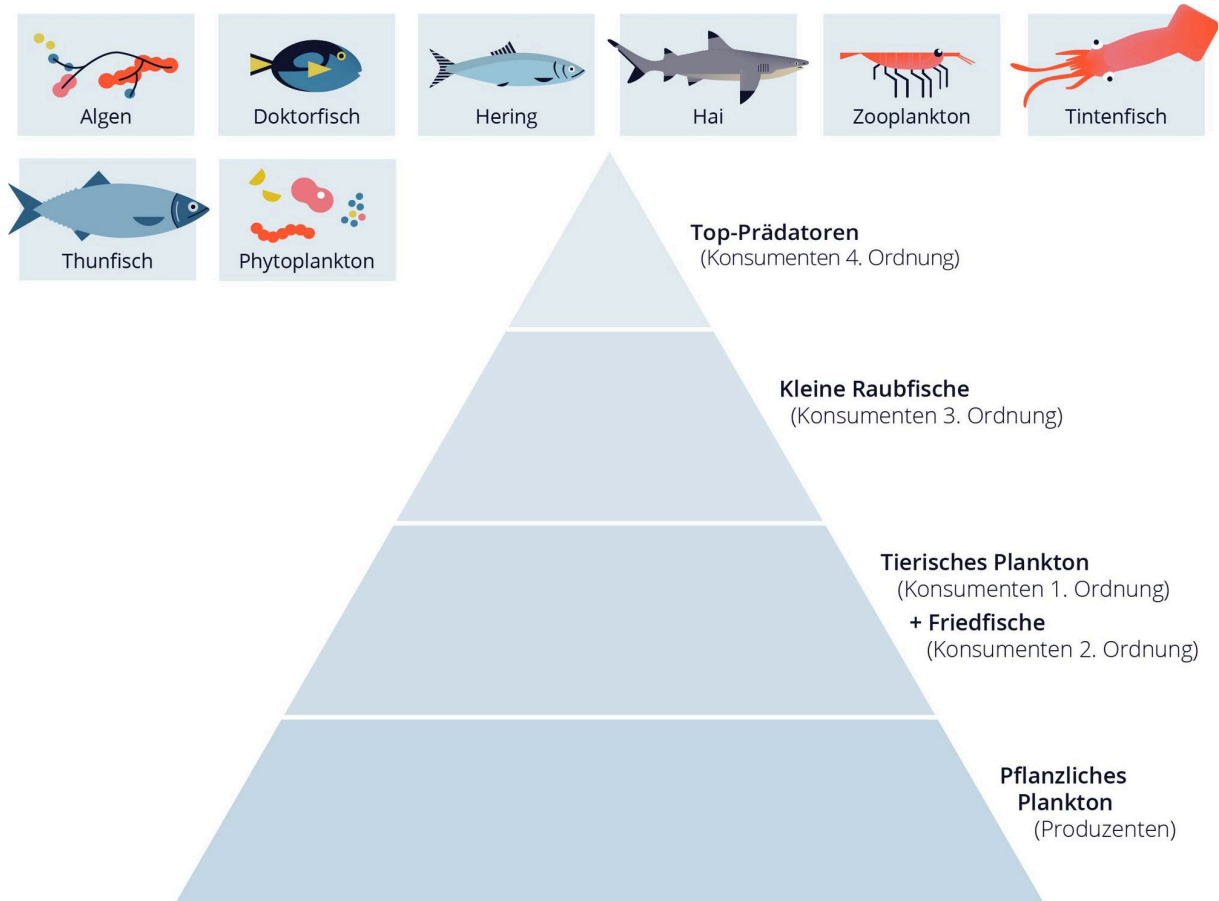 Algen
Doktorfisch
Hering
Hai
Zooplankton
Tintenfisch
Thunfisch
Phytoplankton
Top-Prädatoren
(Konsumenten 4. Ordnung)
Kleine Raubfische
(Konsumenten 3. Ordnung)
Tierisches Plankton
(Konsumenten 1. Ordnung)
+ Friedfische
(Konsumenten 2. Ordnung)
Pflanzliches
Plankton
(Produzenten)